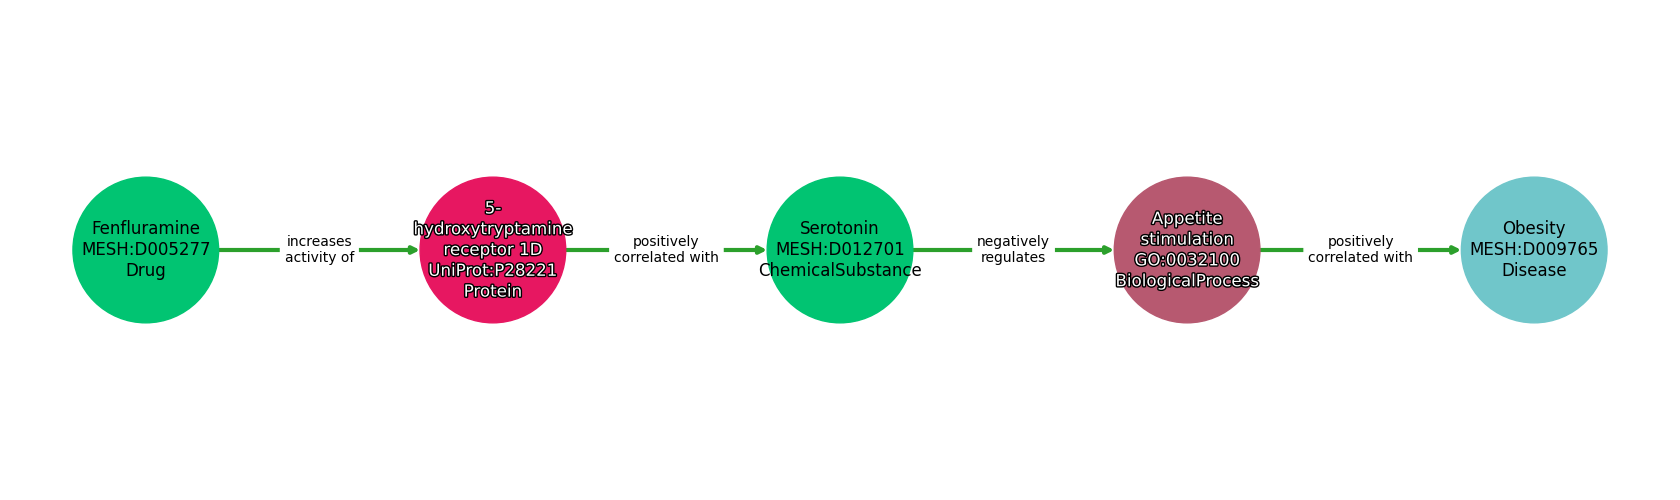 Fenfluramine
MESH:D005277
Drug
increases
activity of
5-
hydroxytryptamine
receptor 1D
UniProt:P28221
Protein
positively
correlated with
Serotonin
MESH:D012701
ChemicalSubstance
negatively
regulates
Appetite
stimulation
GO:0032100
BiologicalProcess
positively
correlated with
Obesity
MESH:D009765
Disease